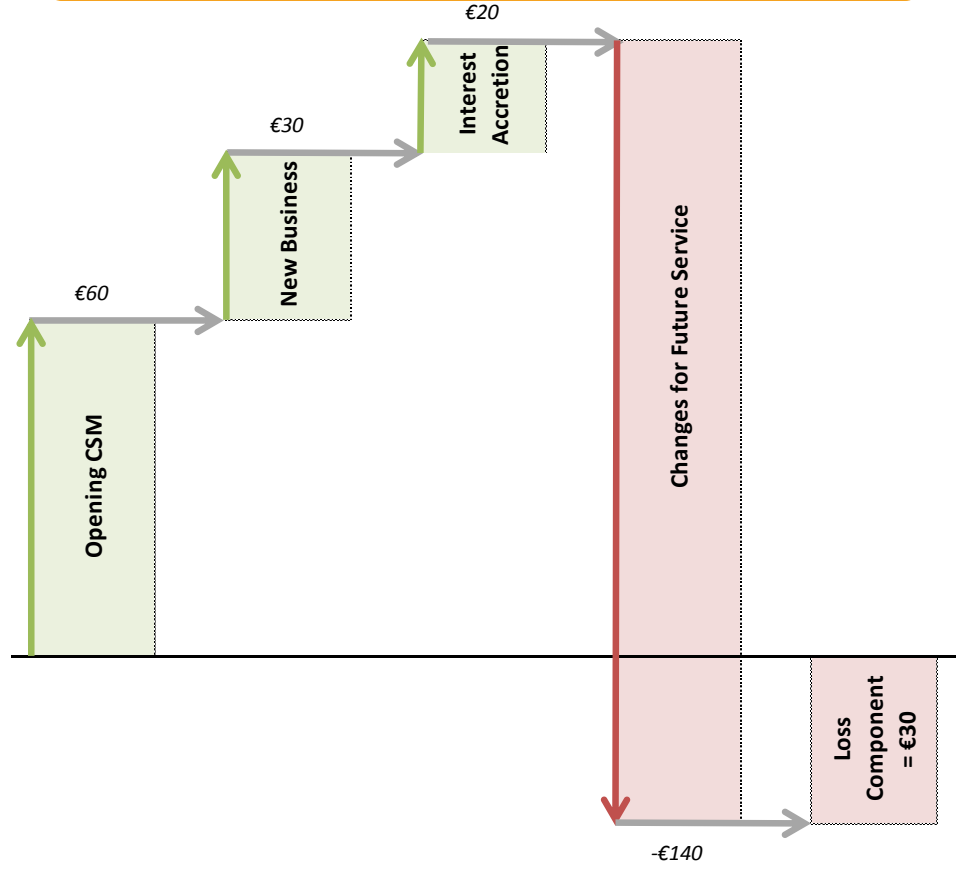 €20
Interest
Accretion
€30
New Business
€60
Opening CSM
Changes for Future Service
Loss
Component
= €30
-€140